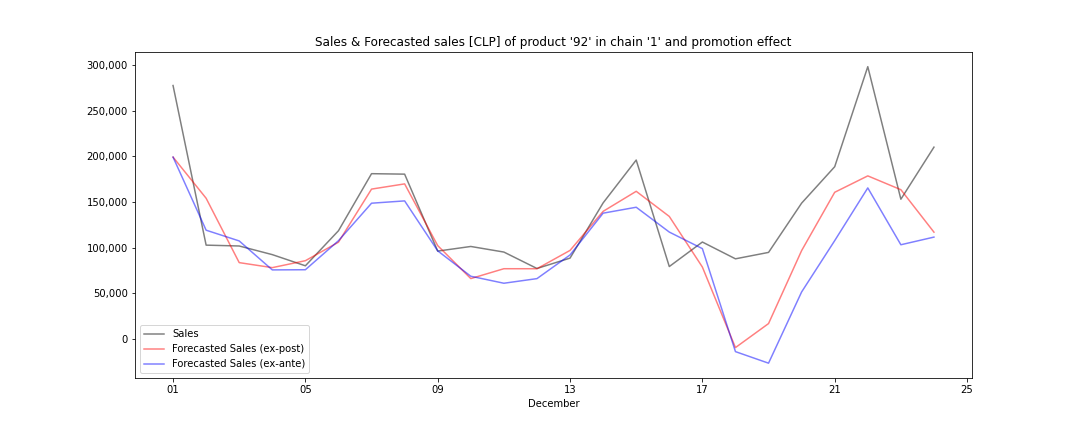 Sales & Forecasted sales [CLP] of product '92' in chain '1' and promotion effect
300,000
250,000
200,000
150,000
100,000
50,000
0
Sales
Forecasted Sales (ex-post)
Forecasted Sales (ex-ante)
01 05 09 13 17 21 25
December